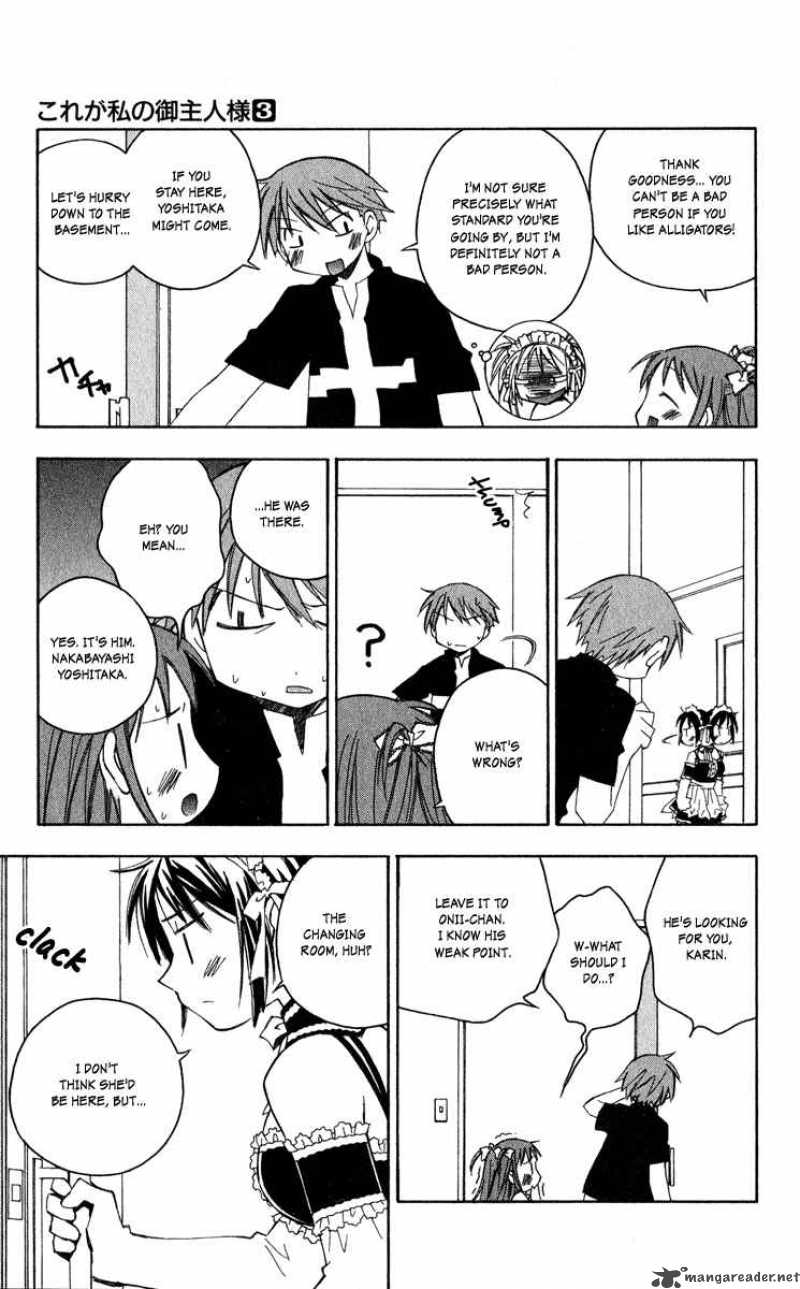 これが私の御主人様3
THANK
GOODNESS... YOU
CAN'T BE A BAD
PERSON IF YOU
LIKE ALLIGATORS!
I'M NOT SURE
PRECISELY WHAT
STANDARD YOU'RE
GOING BY, BUT I'M
DEFINITELY NOT A
BAD PERSON.
IF YOU
STAY HERE,
YOSHITAKA
MIGHT COME.
LET'S HURRY
DOWN TO THE
BASEMENT...
ガチャ
thump
?
WHAT'S
WRONG?
...HE WAS
THERE.
EH? YOU
MEAN...
YES. IT'S HIM.
NAKABAYASHI
YOSHITAKA.
HE'S LOOKING
FOR YOU,
KARIN.
W-WHAT
SHOULD I
DO...?
LEAVE IT TO
ONII-CHAN.
I KNOW HIS
WEAK POINT.
THE
CHANGING
ROOM, HUH?
clack
I DON'T
THINK SHE'D
BE HERE, BUT...
mangareader.net